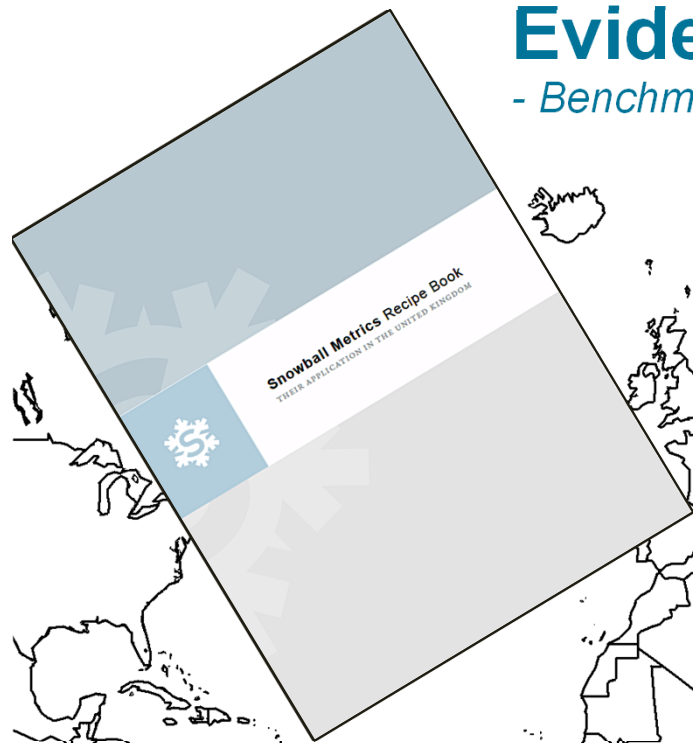 Evide
- Benchm
Snowball Metrics Recipe Book
THEIR APPLICATION IN THE UNITED KINGDOM
S